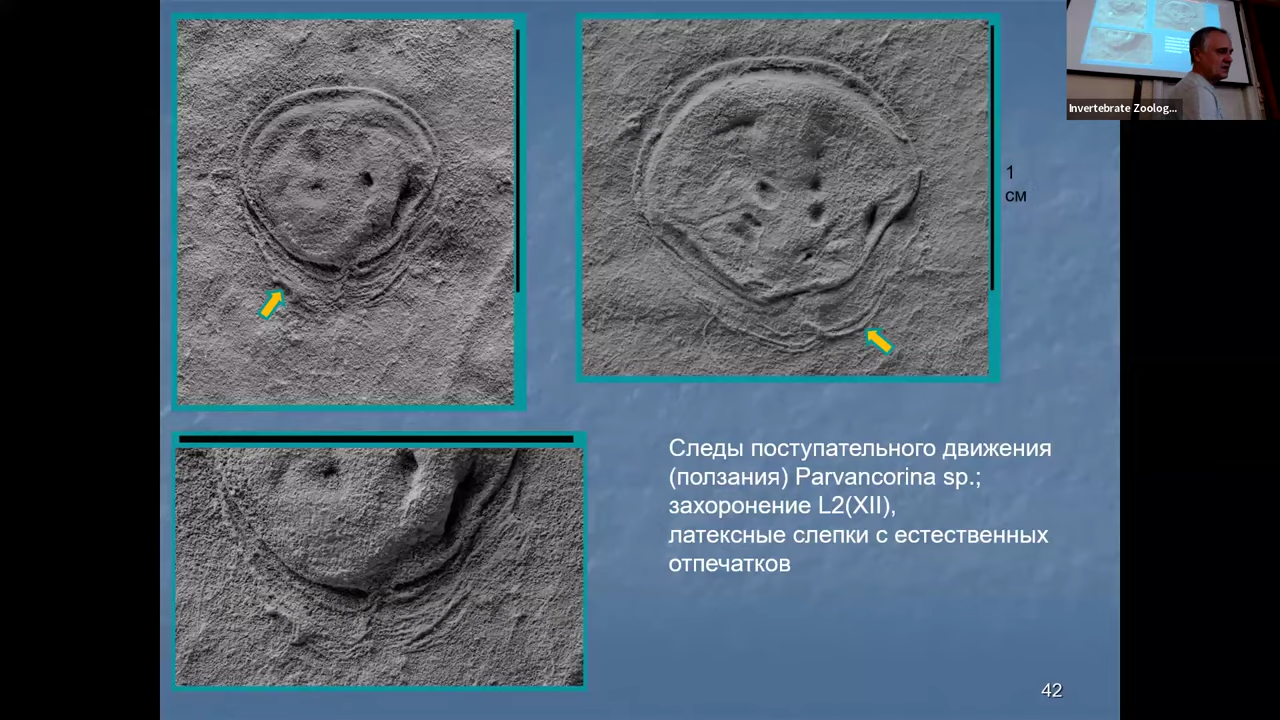 Invertebrate Zoolog...
1
см
Следы поступательного движения
(ползания) Parvancorina sp.;
захоронение L2(XII),
латексные слепки с естественных
отпечатков
42